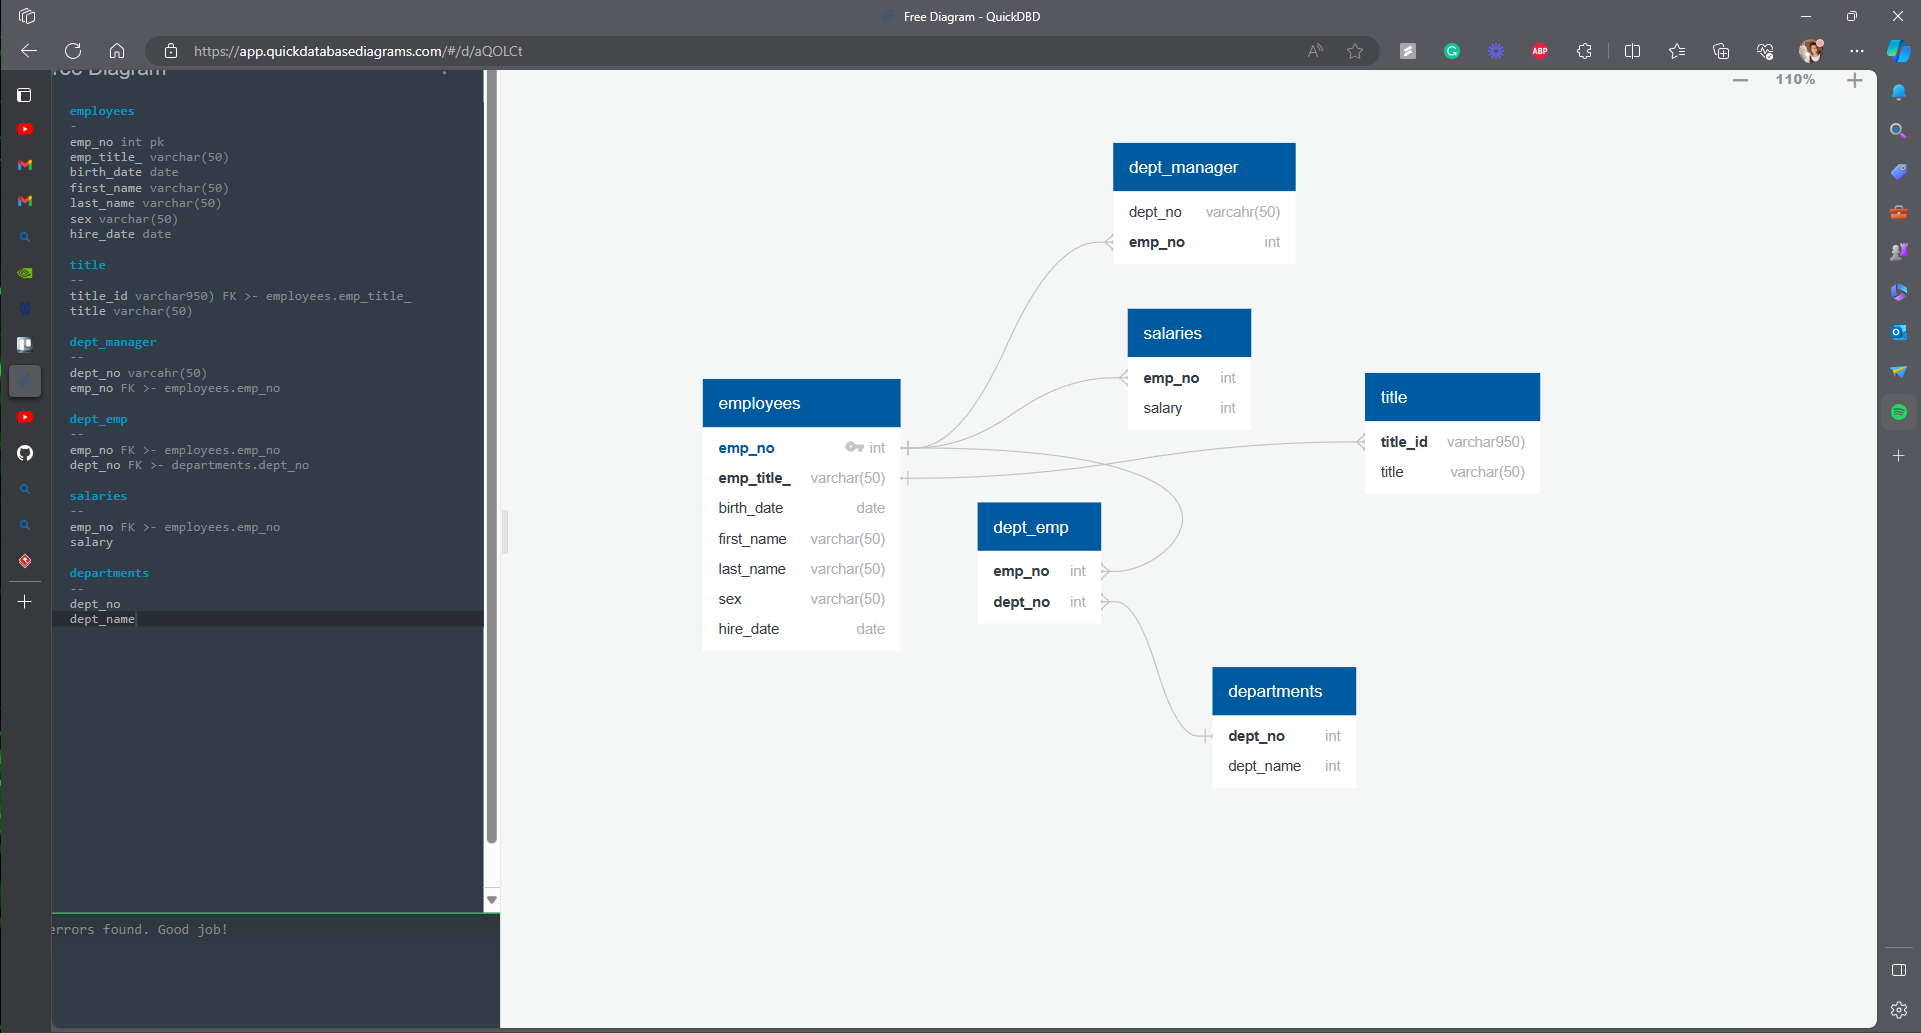 Free Diagram - QuickDBD
https://app.quickdatabasediagrams.com/#/d/aQOLCt
ABP
ree Diagram
employees
-
emp_no int pk
emp_title_ varchar(50)
birth_date date
first_name varchar(50)
last_name varchar(50)
sex varchar(50)
hire_date date
title
--
title_id varchar950) FK >- employees.emp_title_
title varchar(50)
dept_manager
--
dept_no varcahr(50)
emp_no FK >- employees.emp_no
dept_emp
--
emp_no FK >- employees.emp_no
dept_no FK >- departments.dept_no
salaries
--
emp_no FK >- employees.emp_no
salary
departments
--
dept_no
dept_name
errors found. Good job!
110%
dept_manager
dept_no varcahr(50)
emp_no int
salaries
emp_no int
salary int
title
title_id varchar950)
title varchar(50)
employees
emp_no int
emp_title_ varchar(50)
birth_date date
first_name varchar(50)
last_name varchar(50)
sex varchar(50)
hire_date date
dept_emp
emp_no int
dept_no int
departments
dept_no int
dept_name int